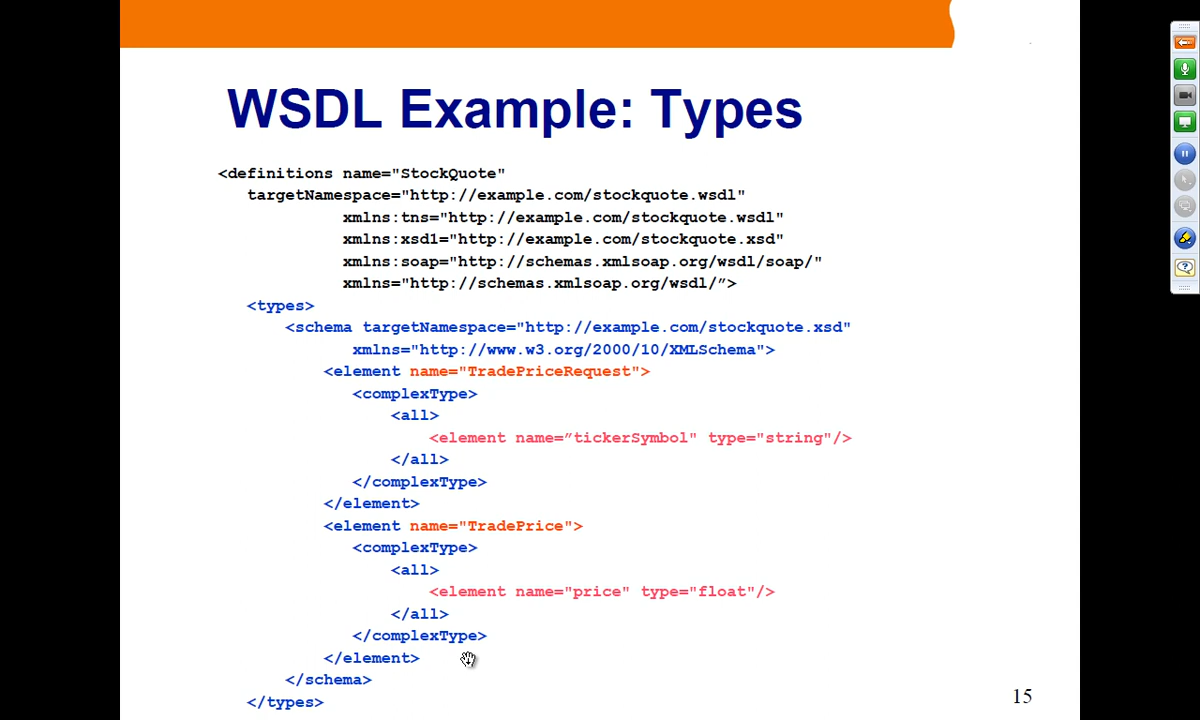 WSDL Example: Types
<definitions name="StockQuote"
targetNamespace="http://example.com/stockquote.wsdl"
xmlns:tns="http://example.com/stockquote.wsdl"
xmlns:xsd1="http://example.com/stockquote.xsd"
xmlns:soap="http://schemas.xmlsoap.org/wsdl/soap/"
xmlns="http://schemas.xmlsoap.org/wsdl/”>
<types>
<schema targetNamespace="http://example.com/stockquote.xsd"
xmlns="http://www.w3.org/2000/10/XMLSchema">
<element name="TradePriceRequest">
<complexType>
<all>
<element name=”tickerSymbol" type="string"/>
</all>
</complexType>
</element>
<element name="TradePrice">
<complexType>
<all>
<element name="price" type="float"/>
</all>
</complexType>
</element>
</schema>
</types>
15